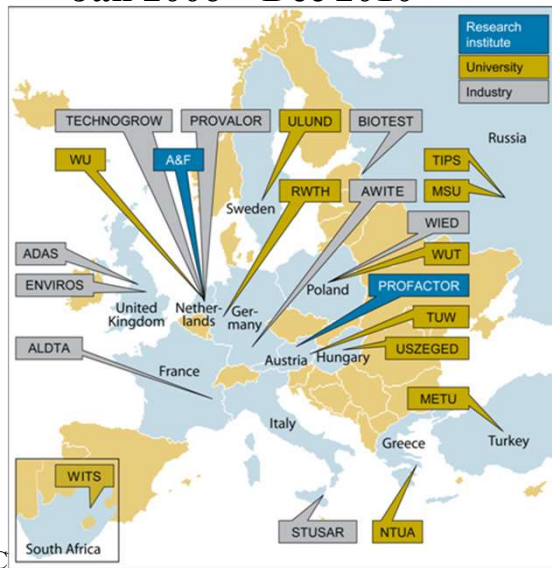 Research
institute
University
Industry
TECHNOGROW
PROVALOR
ULUND
BIOTEST
WU
A&F
RWTH
AWITE
TIPS
MSU
Russia
Sweden
WIED
WUT
ADAS
ENVIROS
PROFACTOR
United
Kingdom
Nether-
lands
Ger-
many
Poland
TUW
USZEGED
ALDTA
Austria
Hungary
France
METU
Italy
Greece
Turkey
WITS
South Africa
STUSAR
NTUA